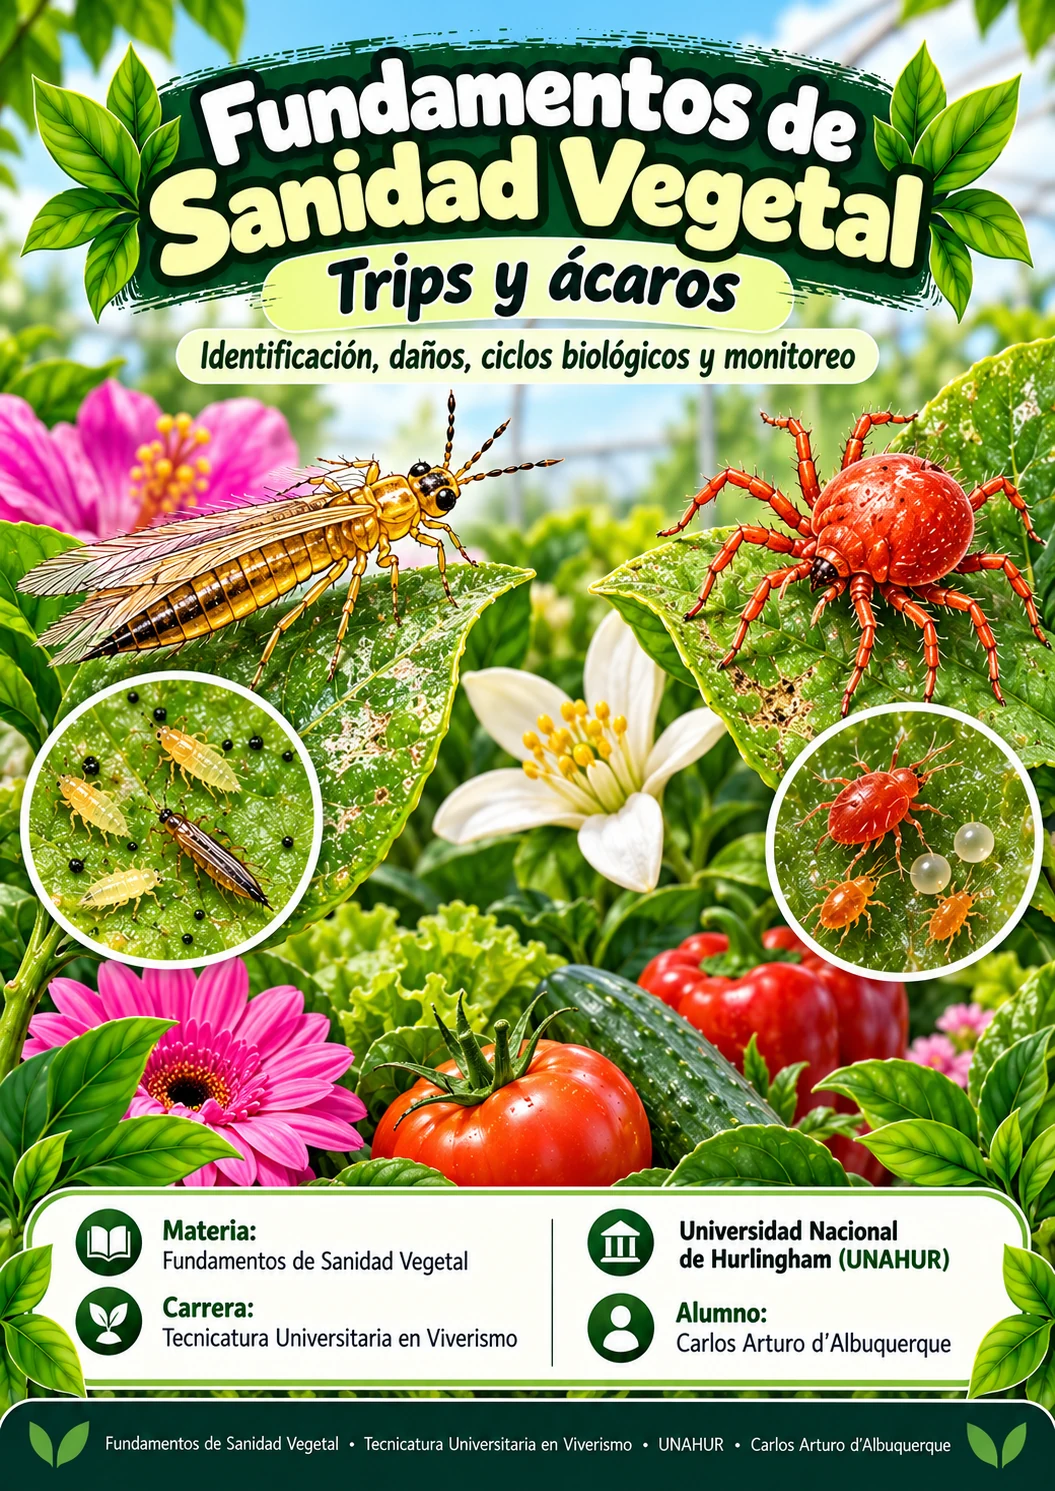 Fundamentos de
Sanidad Vegetal
Trips y ácaros
Identificación, daños, ciclos biológicos y monitoreo
Materia:
Fundamentos de Sanidad Vegetal
Carrera:
Tecnicatura Universitaria en Viverismo
Universidad Nacional
de Hurlingham (UNAHUR)
Alumno:
Carlos Arturo d’Albuquerque
Fundamentos de Sanidad Vegetal • Tecnicatura Universitaria en Viverismo • UNAHUR • Carlos Arturo d’Albuquerque